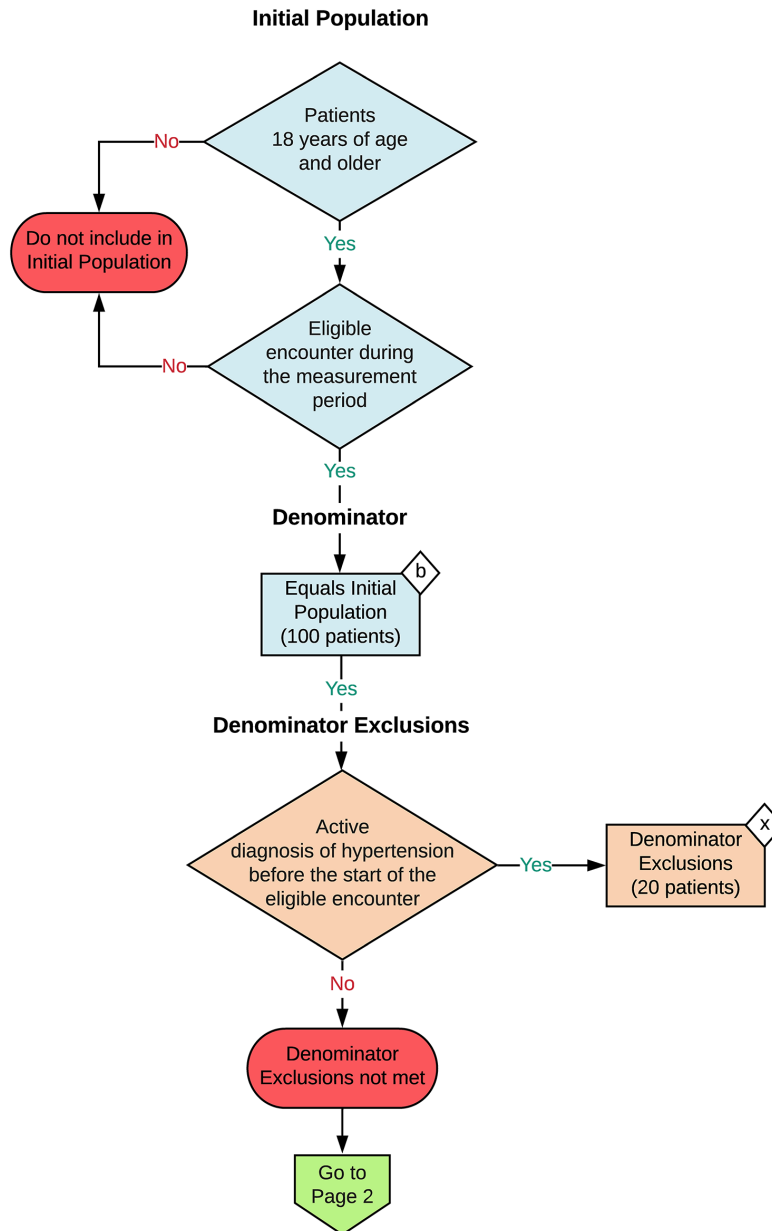 Initial Population
Patients
18 years of age
and older
No
Do not include in
Initial Population
Yes
Eligible
encounter during
the measurement
period
No
Yes
Denominator
b
Equals Initial
Population
(100 patients)
Yes
Denominator Exclusions
Active
diagnosis of hypertension
before the start of the
eligible encounter
Yes
x
Denominator
Exclusions
(20 patients)
No
Denominator
Exclusions not met
Go to
Page 2